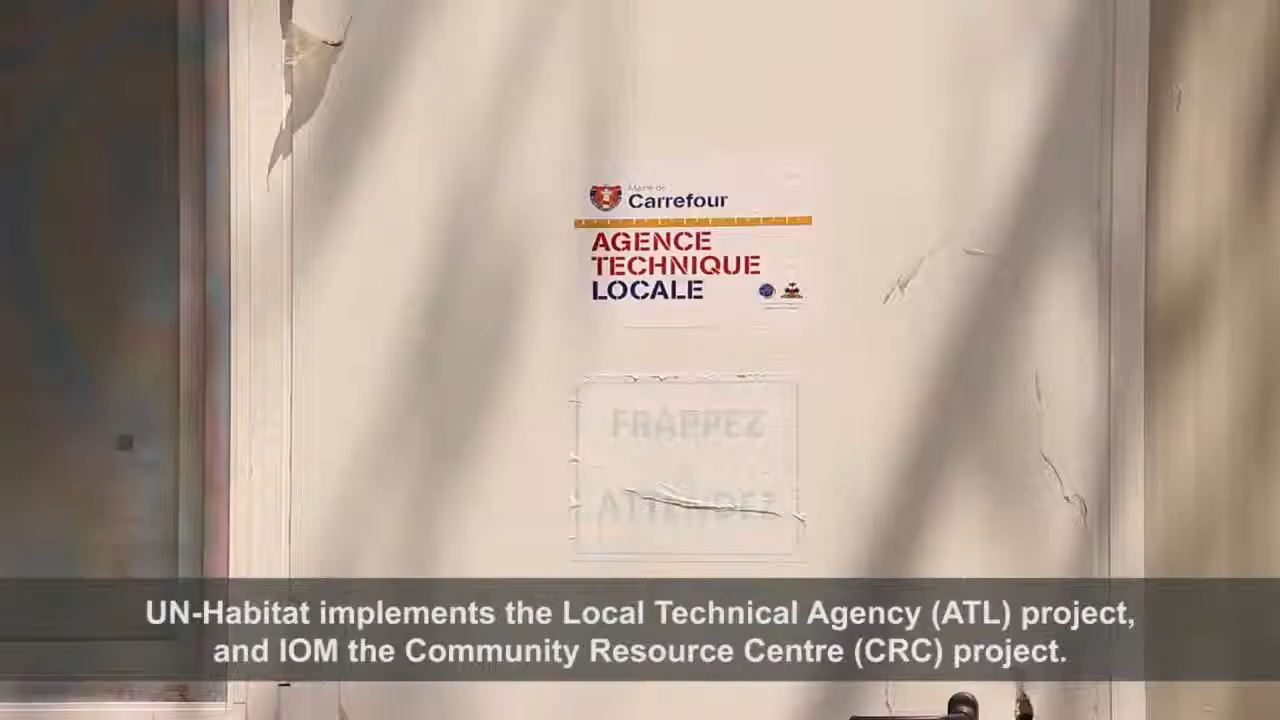 Mairie de
Carrefour
AGENCE
TECHNIQUE
LOCALE
FRAPPEZ
ATTENDEZ
UN-Habitat implements the Local Technical Agency (ATL) project,
and IOM the Community Resource Centre (CRC) project.